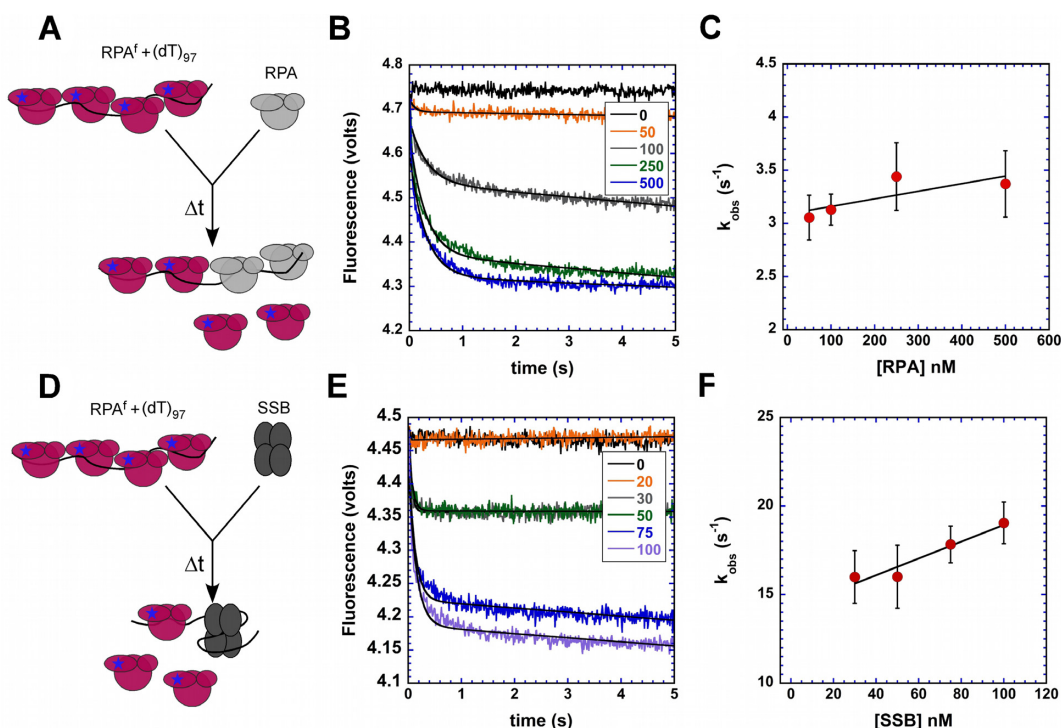 A
RPAᶠ + (dT)₉₇
RPA
Δt
B
Fluorescence (volts)
4.8
4.7
4.6
4.5
4.4
4.3
4.2
0
50
100
250
500
0 1 2 3 4 5
time (s)
C
k_obs (s⁻¹)
4.5
4
3.5
3
2.5
2
0 100 200 300 400 500 600
[RPA] nM
D
RPAᶠ + (dT)₉₇
SSB
Δt
E
Fluorescence (volts)
4.5
4.45
4.4
4.35
4.3
4.25
4.2
4.15
4.1
0
20
30
50
75
100
0 1 2 3 4 5
time (s)
F
k_obs (s⁻¹)
25
22
19
16
13
10
0 20 40 60 80 100 120
[SSB] nM